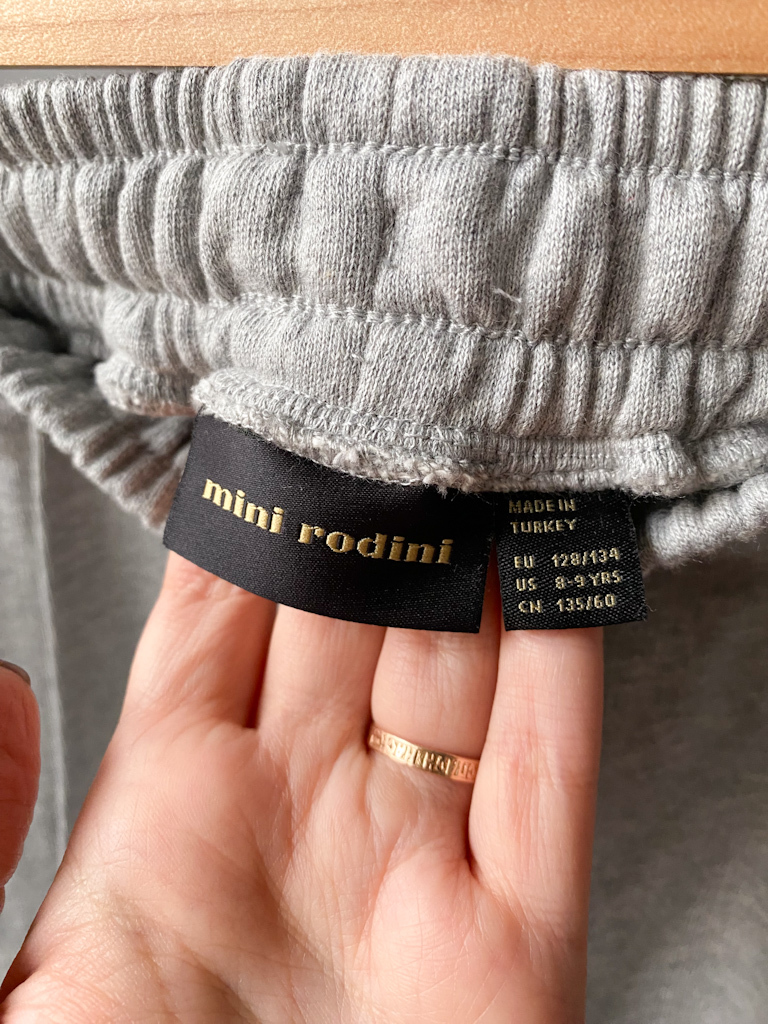 mini rodini
MADE IN
TURKEY
EU 128/134
US 8-9 YRS
CN 135/60